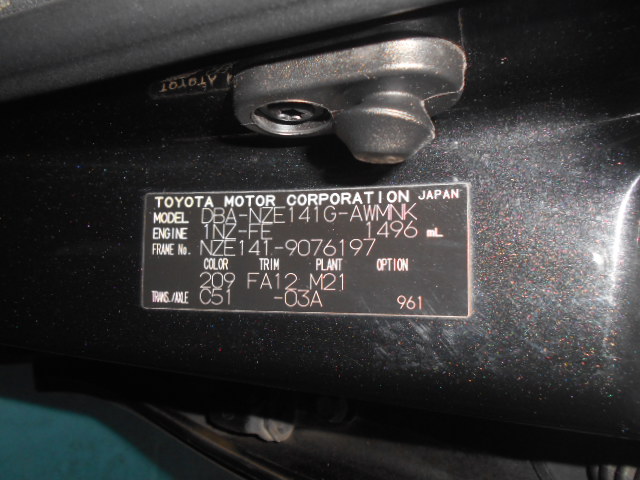 TOYOTA MOTOR CORPORATION JAPAN
MODEL DBA-NZE141G-AWMNK
ENGINE 1NZ-FE 1496 mL
FRAME No. NZE141-9076197
COLOR TRIM PLANT OPTION
209 FA12 M21
TRANS./AXLE C51 -03A 961